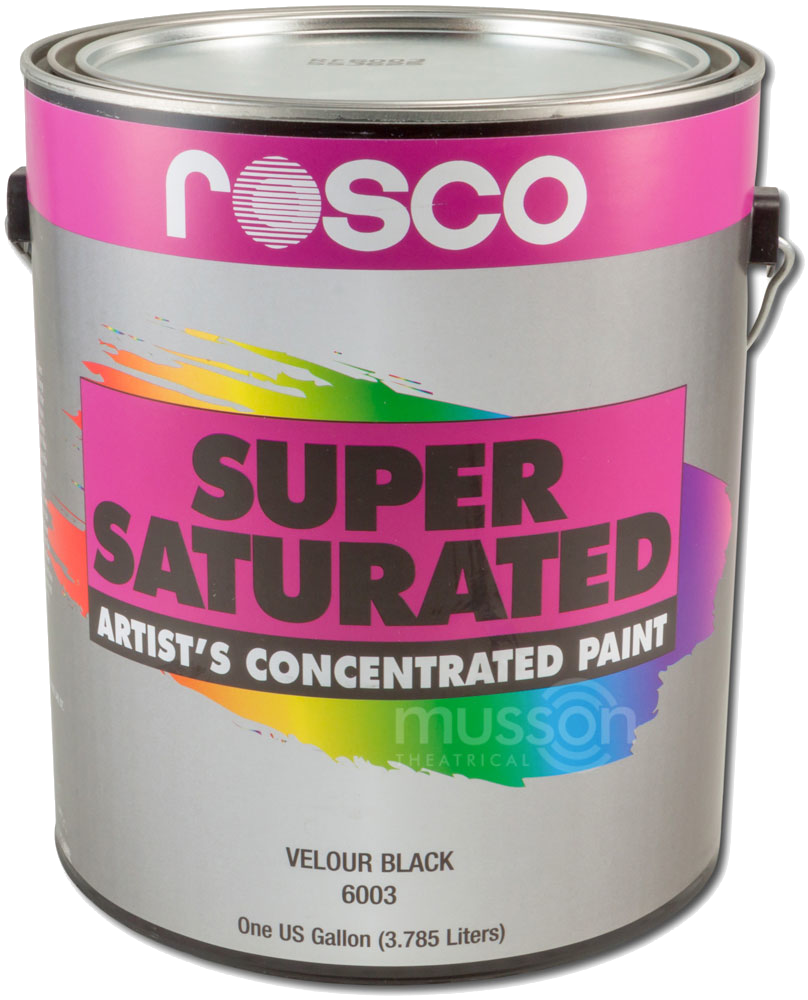 rosco
SUPER
SATURATED
ARTIST'S CONCENTRATED PAINT
musson
THEATRICAL
VELOUR BLACK
6003
One US Gallon (3.785 Liters)